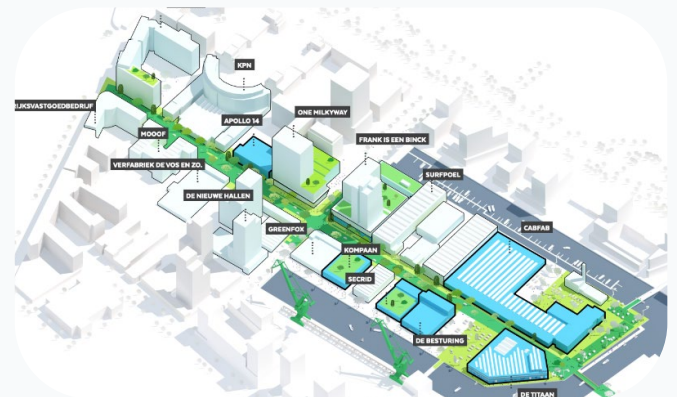 KPN
RIJKSVASTGOEDBEDRIJF
APOLLO 14
ONE MILKYWAY
MOOOF
FRANK IS EEN BINCK
VERFABRIEK DE VOS EN ZO.
SURFPOEL
DE NIEUWE HALLEN
GREENFOX
CABFAB
KOMPAAN
SECRID
DE BESTURING
DE TITAAN